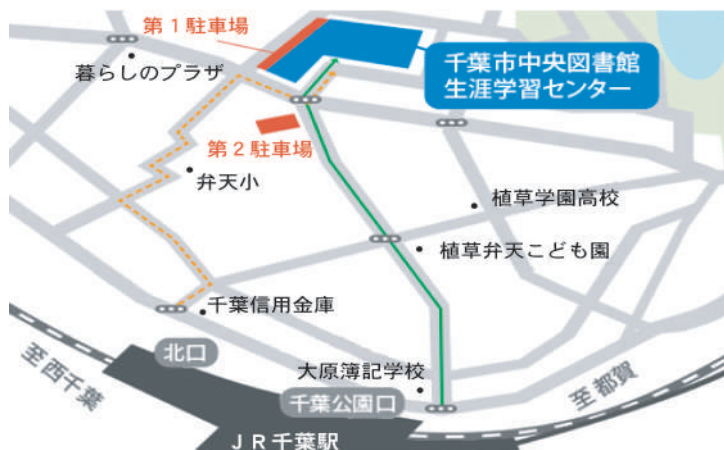 第1駐車場
暮らしのプラザ
千葉市中央図書館
生涯学習センター
第2駐車場
弁天小
植草学園高校
植草弁天こども園
千葉信用金庫
北口
至西千葉
大原簿記学校
千葉公園口
至都賀
JR千葉駅